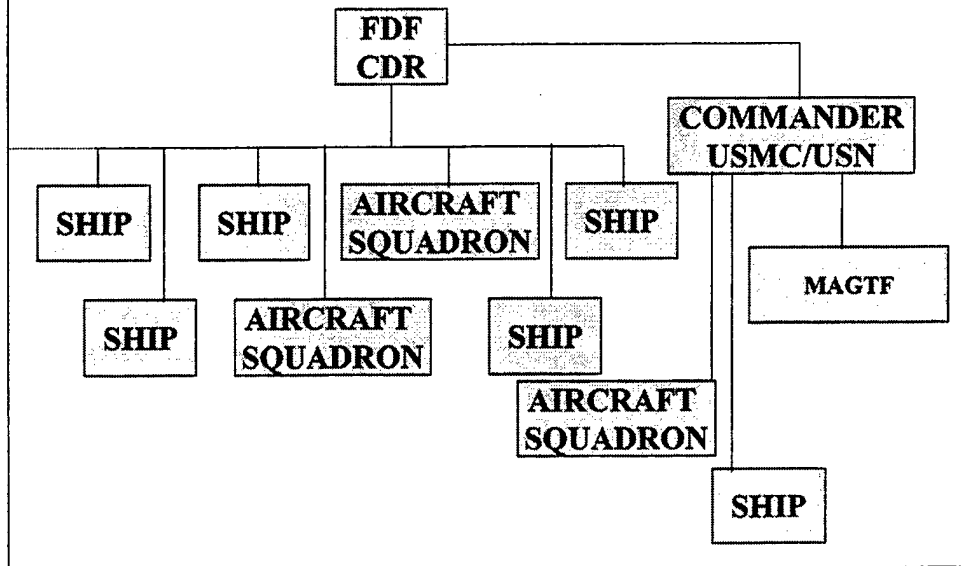 FDF
CDR
COMMANDER
USMC/USN
SHIP
SHIP
AIRCRAFT
SQUADRON
SHIP
MAGTF
SHIP
AIRCRAFT
SQUADRON
SHIP
AIRCRAFT
SQUADRON
SHIP